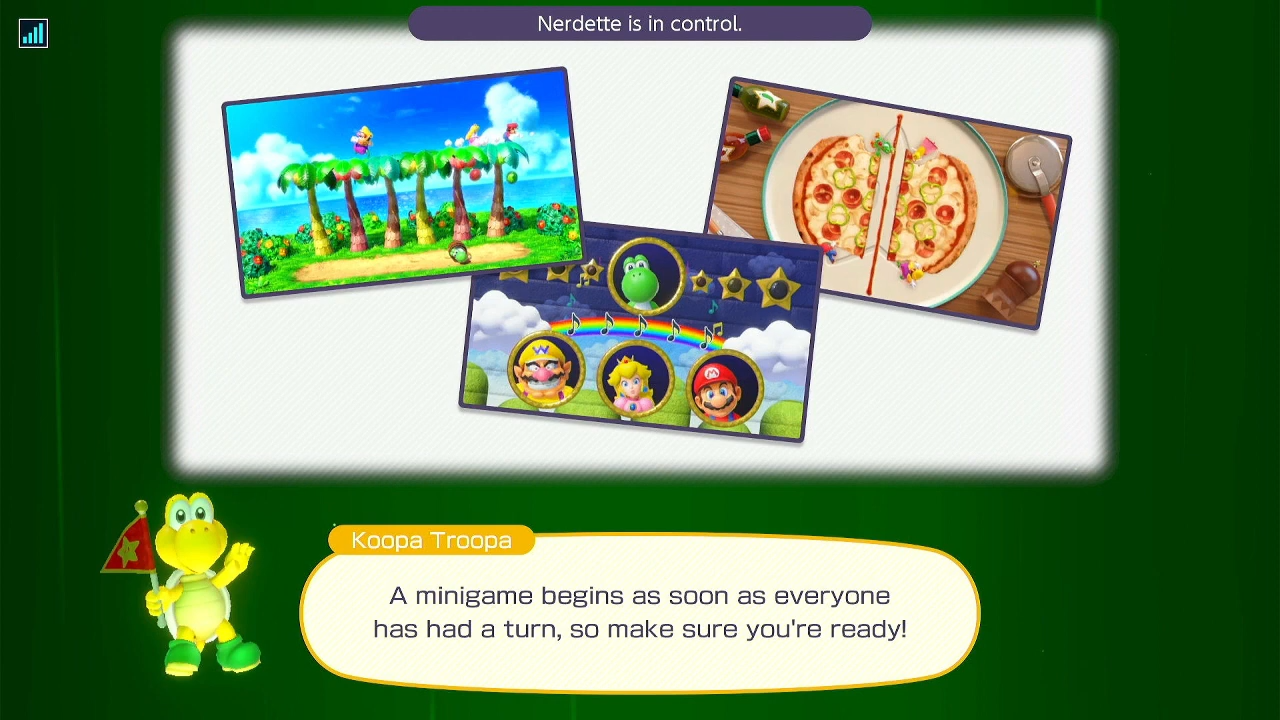 Nerdette is in control.
Koopa Troopa
A minigame begins as soon as everyone
has had a turn, so make sure you're ready!